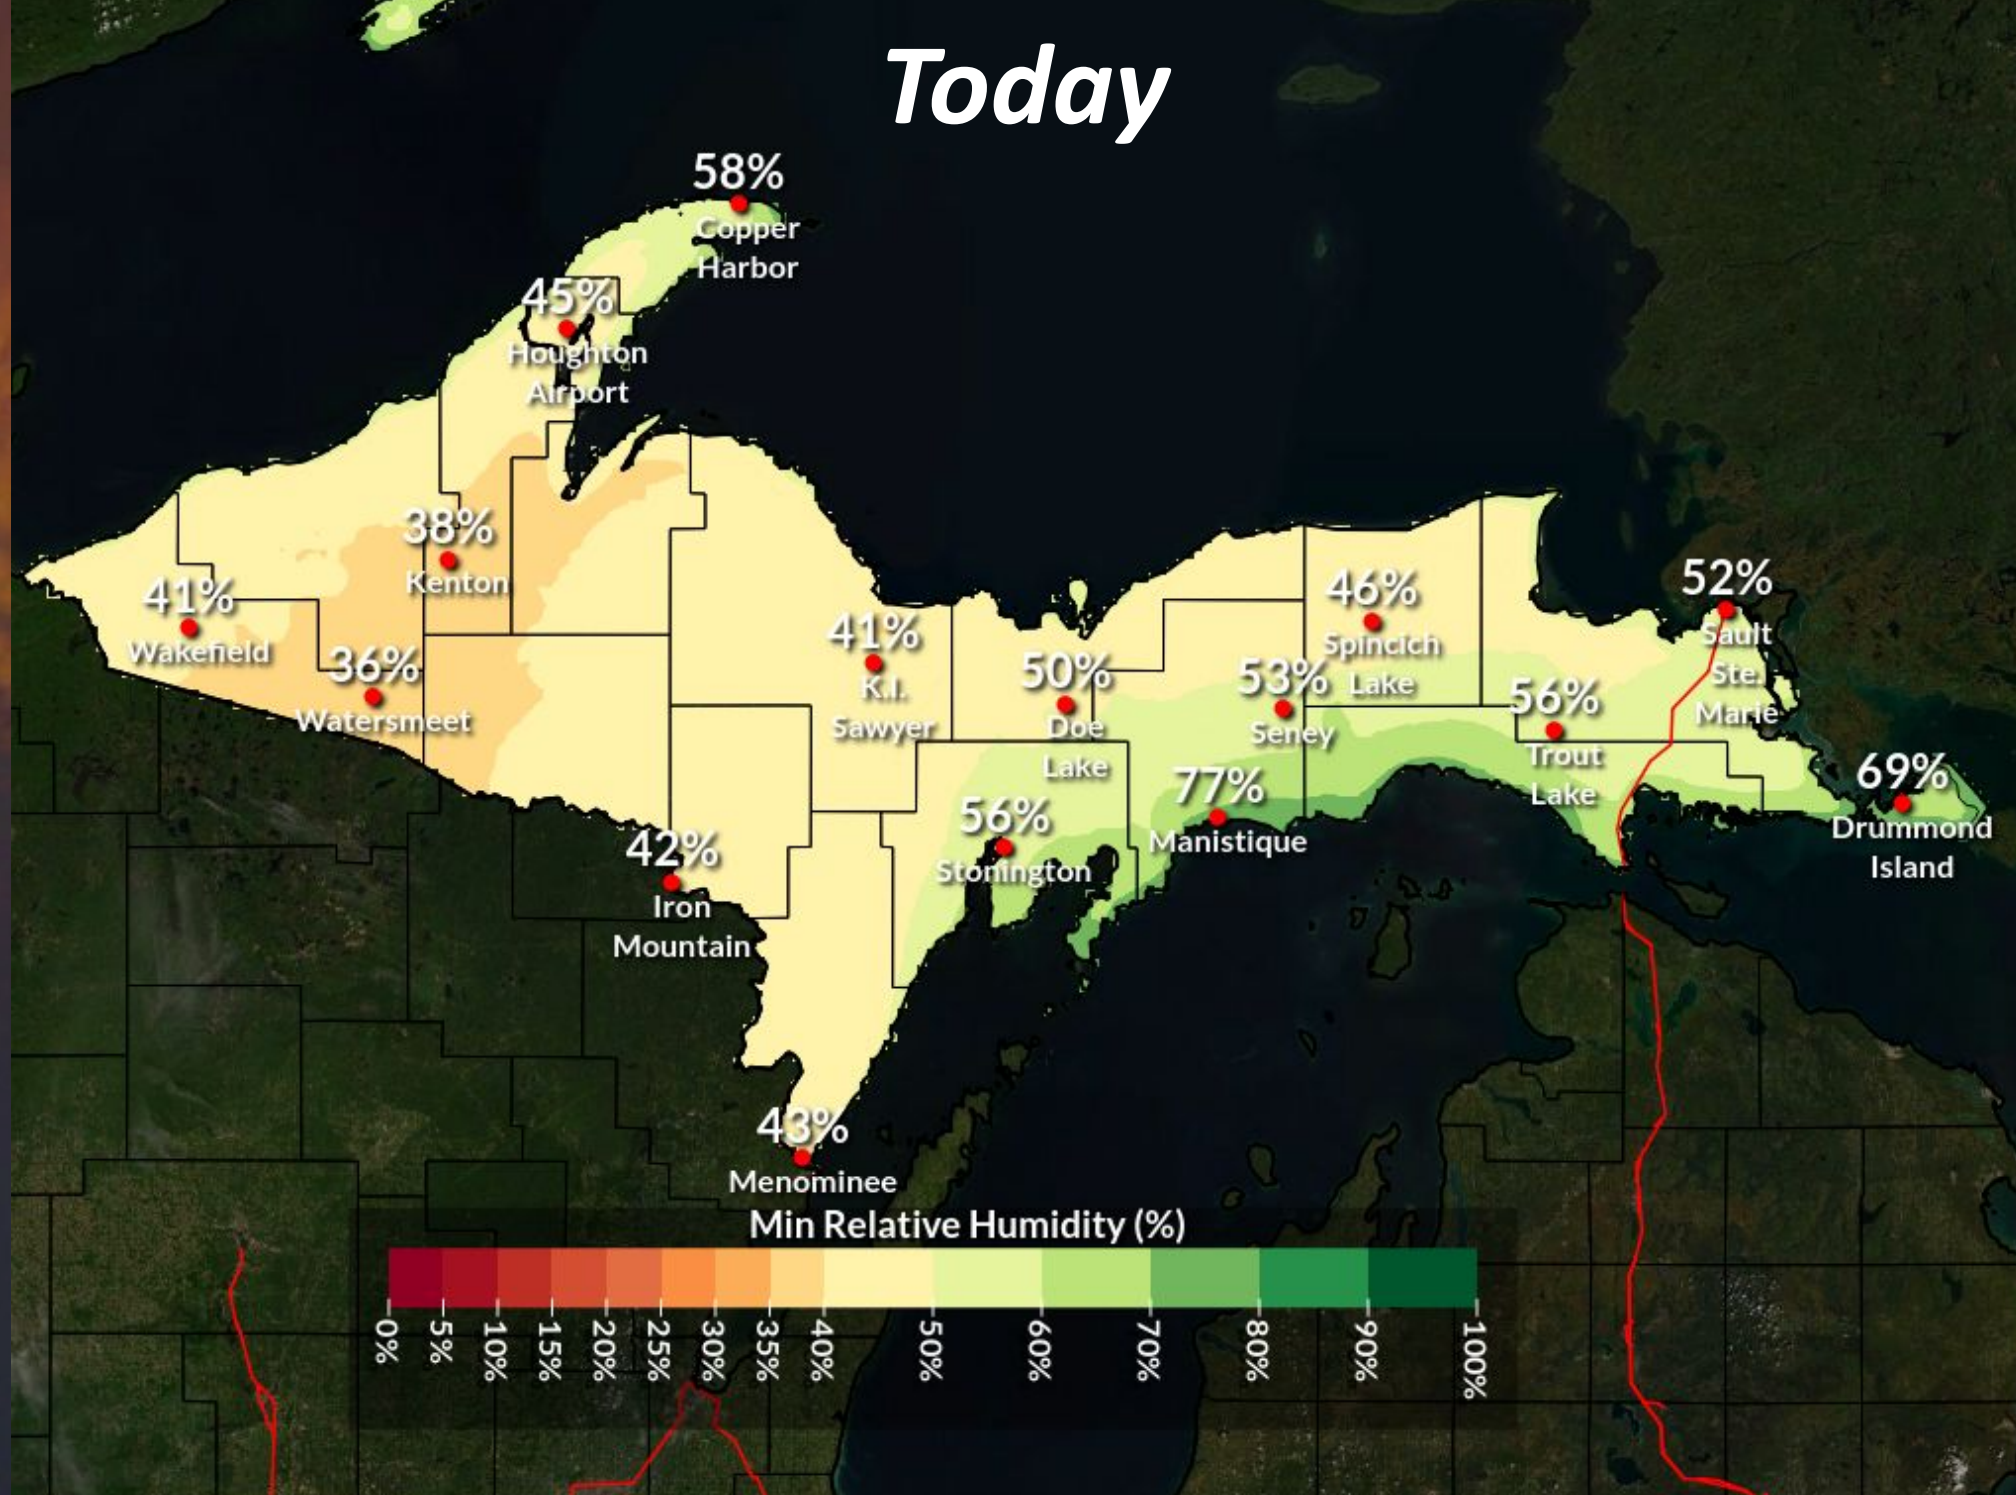 Today
58%
Copper
Harbor
45%
Houghton
Airport
38%
Kenton
41%
Wakefield
36%
Watersmeet
41%
K.I.
Sawyer
50%
Doe
Lake
53%
Seney
46%
Spincich
Lake
52%
Sault
Ste.
Marie
56%
Trout
Lake
69%
Drummond
Island
77%
Manistique
56%
Stonington
42%
Iron
Mountain
43%
Menominee
Min Relative Humidity (%)
0%
5%
10%
15%
20%
25%
30%
35%
40%
50%
60%
70%
80%
90%
100%